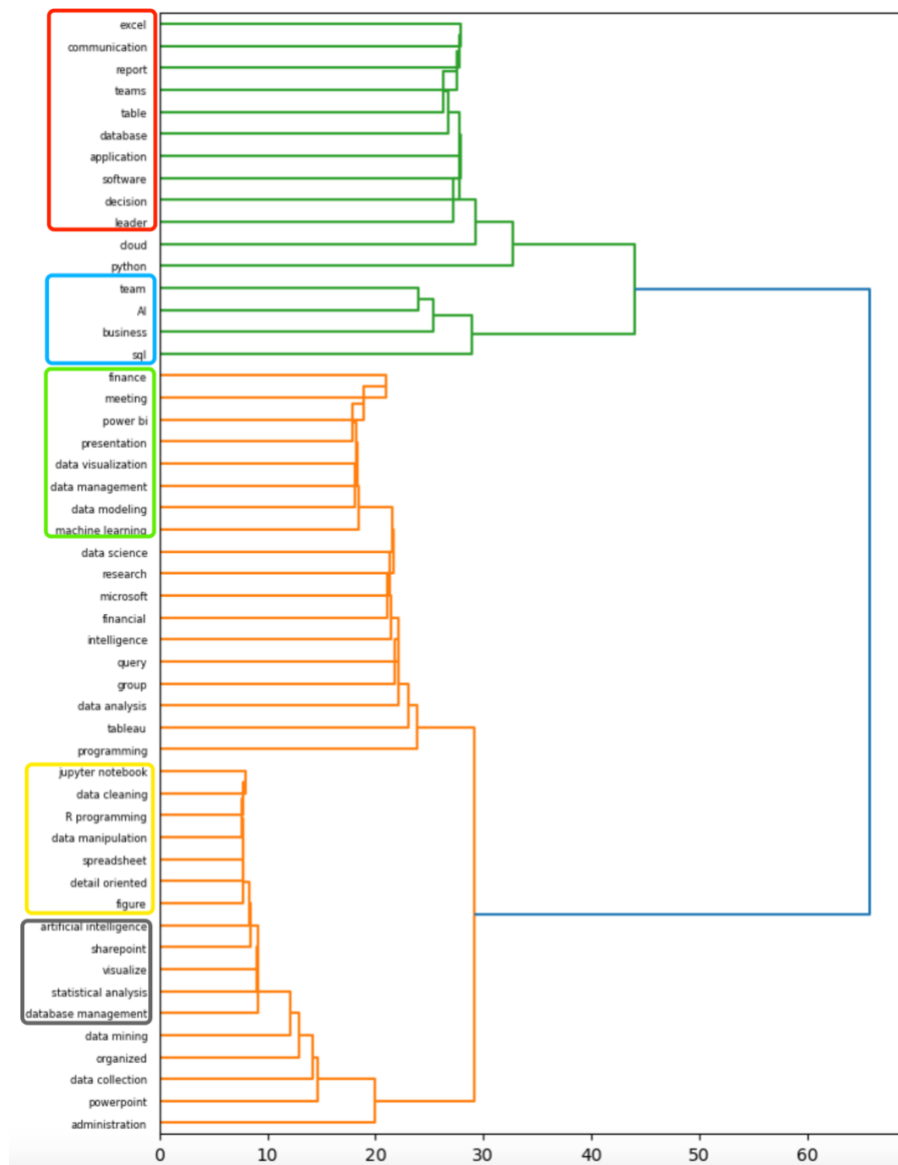 excel
communication
report
teams
table
database
application
software
decision
leader
cloud
python
team
AI
business
sql
finance
meeting
power bi
presentation
data visualization
data management
data modeling
machine learning
data science
research
microsoft
financial
intelligence
query
group
data analysis
tableau
programming
jupyter notebook
data cleaning
R programming
data manipulation
spreadsheet
detail oriented
figure
artificial intelligence
sharepoint
visualize
statistical analysis
database management
data mining
organized
data collection
powerpoint
administration
0 10 20 30 40 50 60